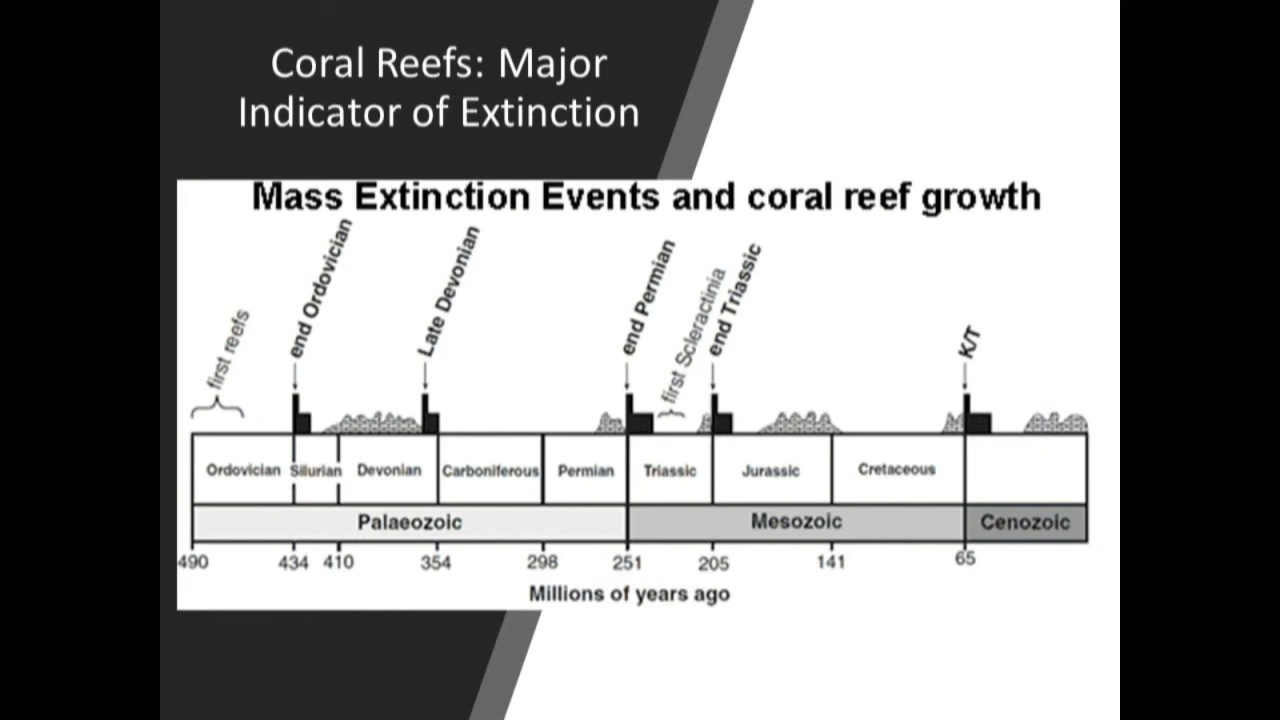 Coral Reefs: Major
Indicator of Extinction
Mass Extinction Events and coral reef growth
first reefs
end Ordovician
Late Devonian
end Permian
first Scleractinia
end Triassic
K/T
Ordovician Silurian Devonian Carboniferous Permian Triassic Jurassic Cretaceous
Palaeozoic Mesozoic Cenozoic
490 434 410 354 298 251 205 141 65
Millions of years ago